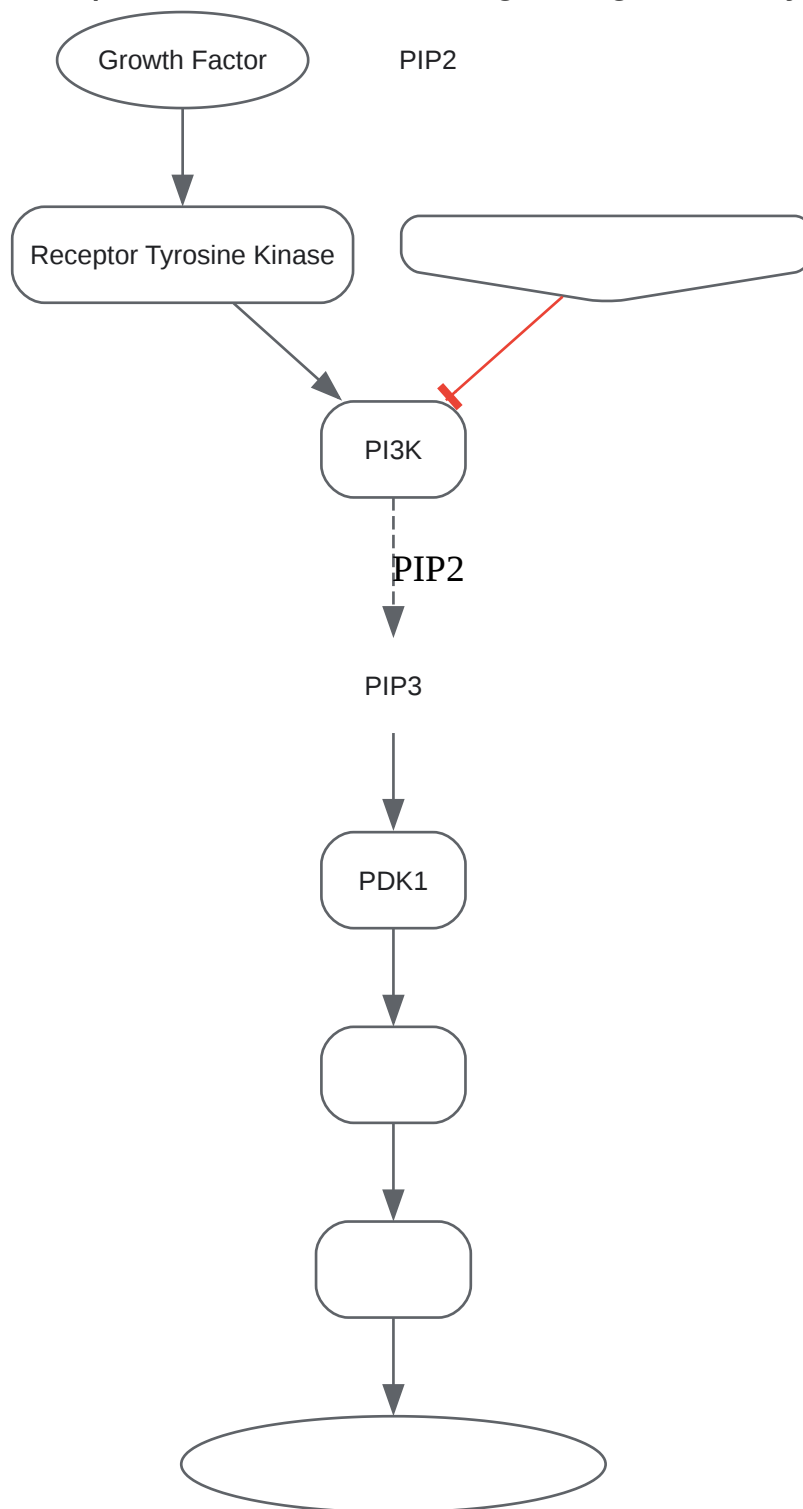 Growth Factor
PIP2
Receptor Tyrosine Kinase
PI3K
PIP2
PIP3
PDK1